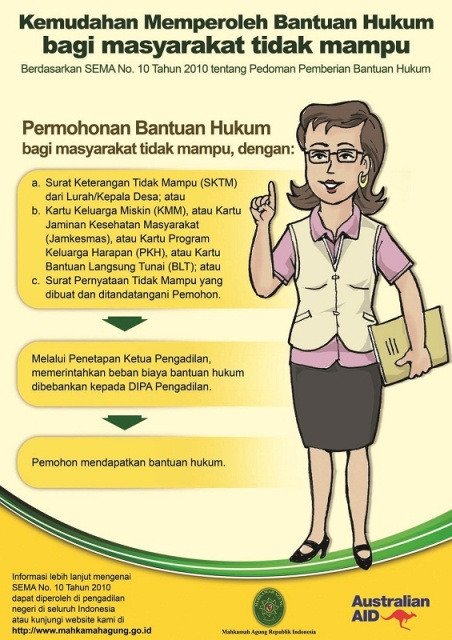 Kemudahan Memperoleh Bantuan Hukum
bagi masyarakat tidak mampu
Berdasarkan SEMA No. 10 Tahun 2010 tentang Pedoman Pemberian Bantuan Hukum
Permohonan Bantuan Hukum
bagi masyarakat tidak mampu, dengan:
a. Surat Keterangan Tidak Mampu (SKTM)
dari Lurah/Kepala Desa; atau
b. Kartu Keluarga Miskin (KMM), atau Kartu
Jaminan Kesehatan Masyarakat
(Jamkesmas), atau Kartu Program
Keluarga Harapan (PKH), atau Kartu
Bantuan Langsung Tunai (BLT); atau
c. Surat Pernyataan Tidak Mampu yang
dibuat dan ditandatangani Pemohon.
Melalui Penetapan Ketua Pengadilan,
memerintahkan beban biaya bantuan hukum
dibebankan kepada DIPA Pengadilan.
Pemohon mendapatkan bantuan hukum.
Informasi lebih lanjut mengenai
SEMA No. 10 Tahun 2010
dapat diperoleh di pengadilan
negeri di seluruh Indonesia
atau kunjungi website kami di
http://www.mahkamahagung.go.id
Mahkamah Agung Republik Indonesia
Australian
AID